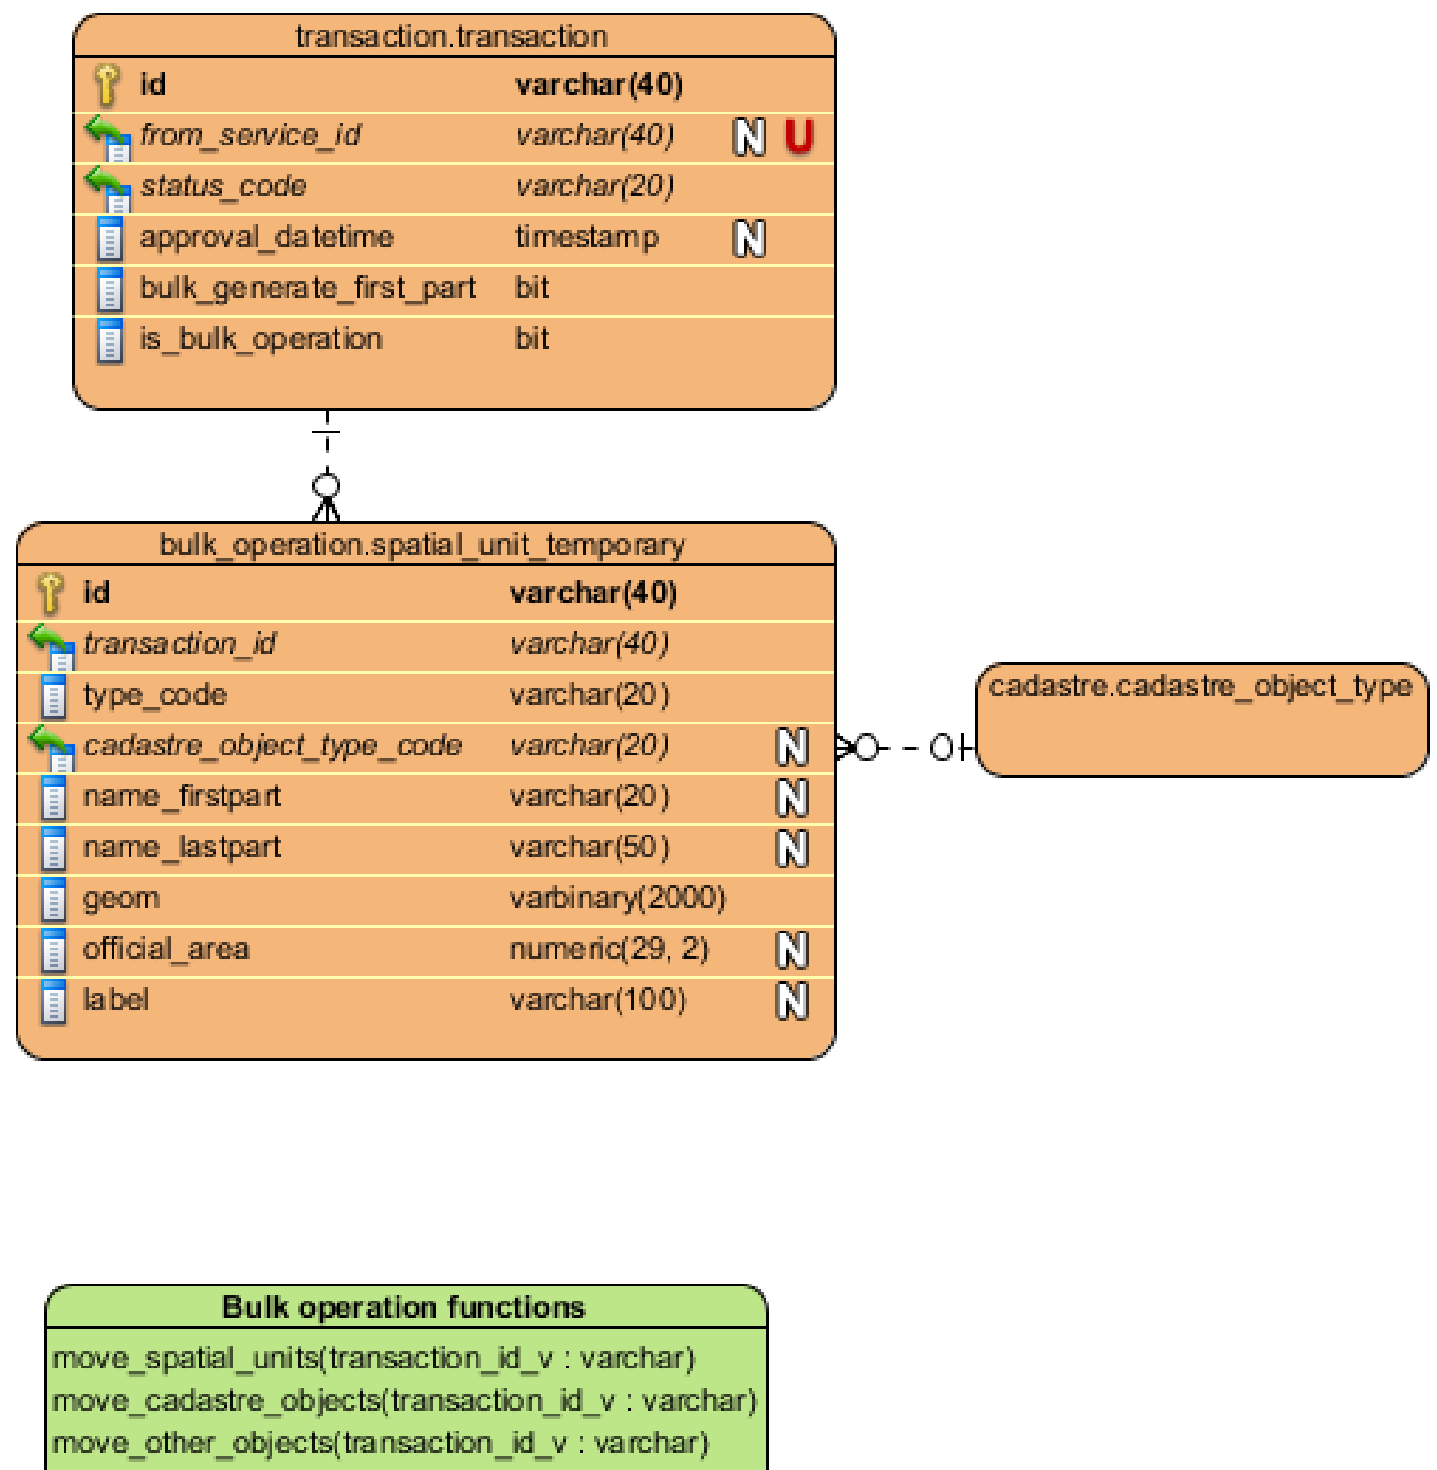 transaction.transaction
id varchar(40)
from_service_id varchar(40) N U
status_code varchar(20)
approval_datetime timestamp N
bulk_generate_first_part bit
is_bulk_operation bit
bulk_operation.spatial_unit_temporary
id varchar(40)
transaction_id varchar(40)
type_code varchar(20)
cadastre_object_type_code varchar(20) N
name_firstpart varchar(20) N
name_lastpart varchar(50) N
geom varbinary(2000)
official_area numeric(29, 2) N
label varchar(100) N
cadastre.cadastre_object_type
Bulk operation functions
move_spatial_units(transaction_id_v : varchar)
move_cadastre_objects(transaction_id_v : varchar)
move_other_objects(transaction_id_v : varchar)